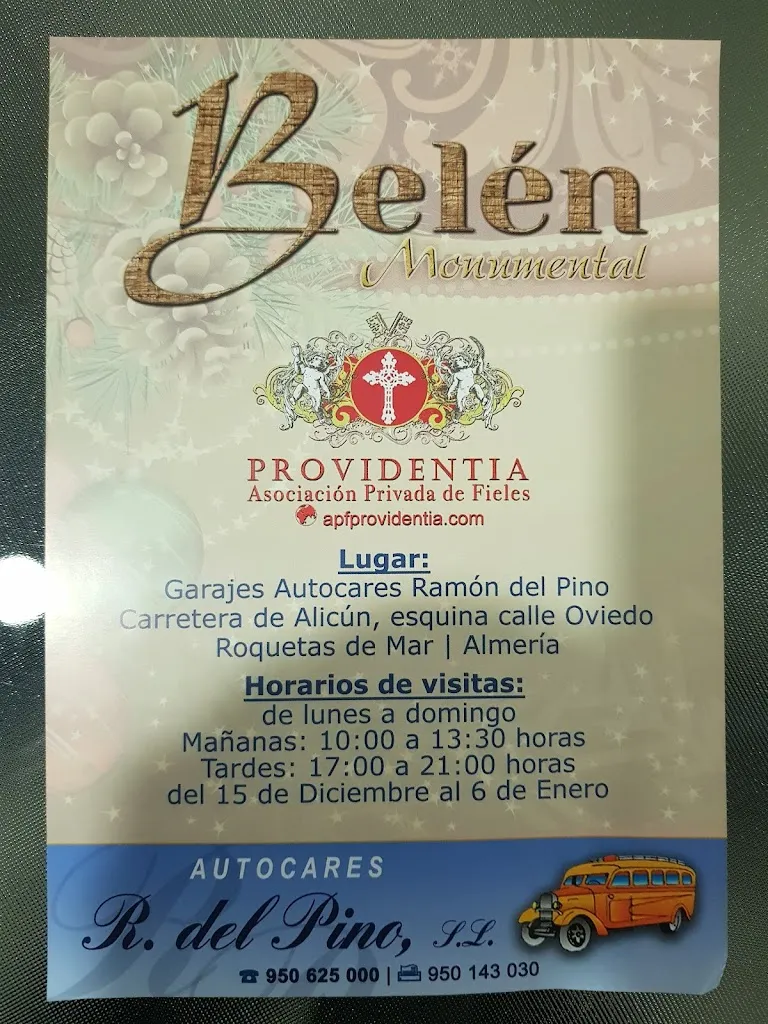 Belén
Monumental
PROVIDENTIA
Asociación Privada de Fieles
apfprovidentia.com
Lugar:
Garajes Autocares Ramón del Pino
Carretera de Alicún, esquina calle Oviedo
Roquetas de Mar | Almería
Horarios de visitas:
de lunes a domingo
Mañanas: 10:00 a 13:30 horas
Tardes: 17:00 a 21:00 horas
del 15 de Diciembre al 6 de Enero
AUTOCARES
R. del Pino, S.L.
☎ 950 625 000 | 950 143 030